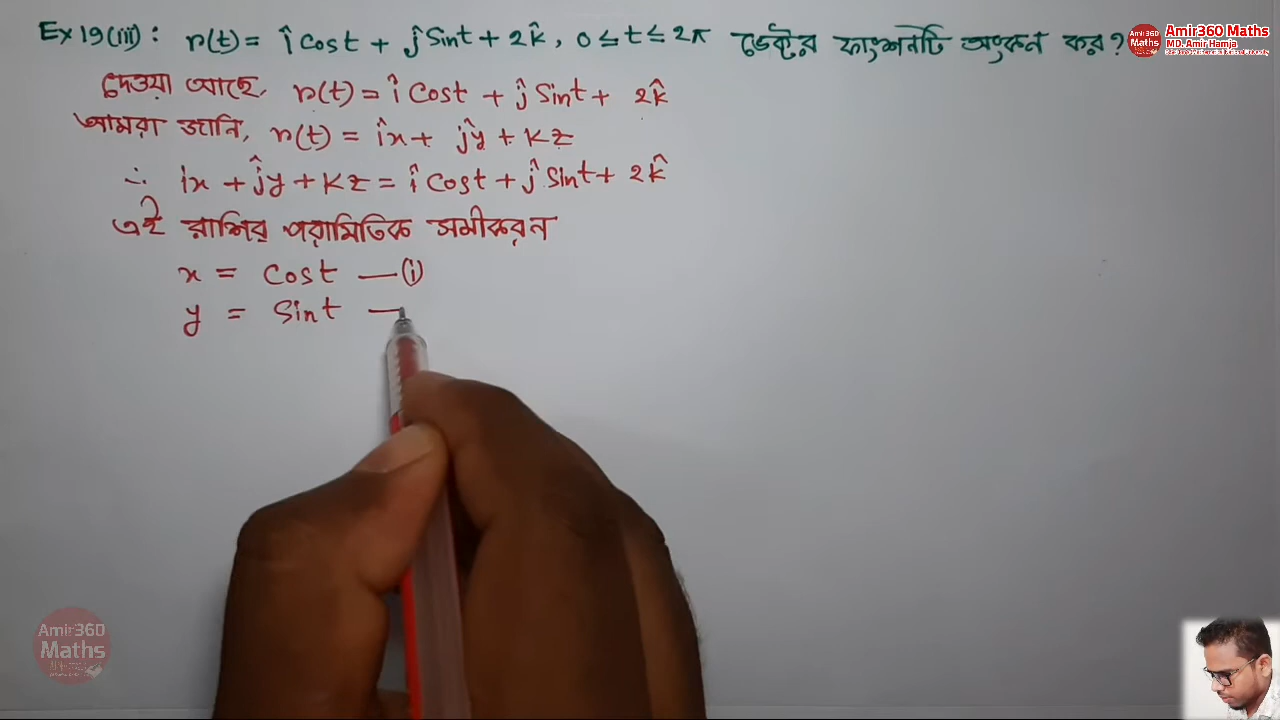 Ex 19(iii) : r(t) = î Cost + ĵ Sint + 2k̂ , 0 ≤ t ≤ 2π ভেক্টর ফাংশনটি অংকন কর?
দেওয়া আছে, r(t) = î Cost + ĵ Sint + 2k̂
আমরা জানি, r(t) = îx + ĵy + Kz
∴ ix + ĵy + Kz = î Cost + ĵ Sint + 2k̂
এই রাশির পরামিতিক সমীকরন
x = Cost —(i)
y = Sint —
Amir360 Maths
MD. Amir Hamja
Amir360
Maths